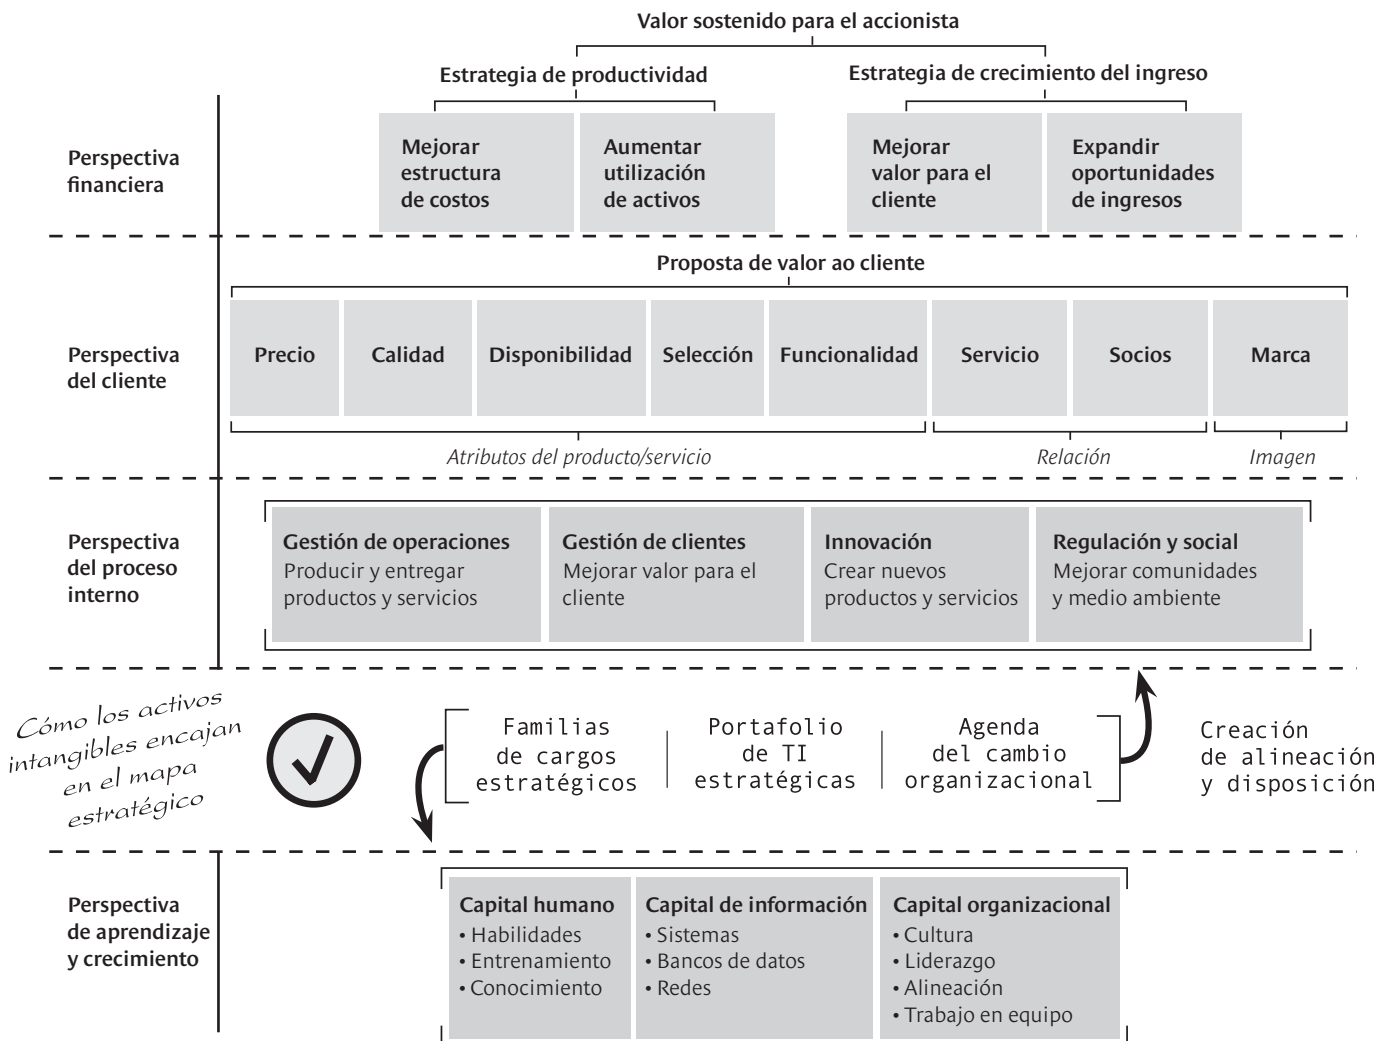 Valor sostenido para el accionista
Estrategia de productividad
Estrategia de crecimiento del ingreso
Perspectiva
financiera
Mejorar
estructura
de costos
Aumentar
utilización
de activos
Mejorar
valor para el
cliente
Expandir
oportunidades
de ingresos
Proposta de valor ao cliente
Perspectiva
del cliente
Precio
Calidad
Disponibilidad
Selección
Funcionalidad
Servicio
Socios
Marca
Atributos del producto/servicio
Relación
Imagen
Perspectiva
del proceso
interno
Gestión de operaciones
Producir y entregar
productos y servicios
Gestión de clientes
Mejorar valor para el
cliente
Innovación
Crear nuevos
productos y servicios
Regulación y social
Mejorar comunidades
y medio ambiente
Cómo los activos
intangibles encajan
en el mapa
estratégico
Familias
de cargos
estratégicos
Portafolio
de TI
estratégicas
Agenda
del cambio
organizacional
Creación
de alineación
y disposición
Perspectiva
de aprendizaje
y crecimiento
Capital humano
• Habilidades
• Entrenamiento
• Conocimiento
Capital de información
• Sistemas
• Bancos de datos
• Redes
Capital organizacional
• Cultura
• Liderazgo
• Alineación
• Trabajo en equipo